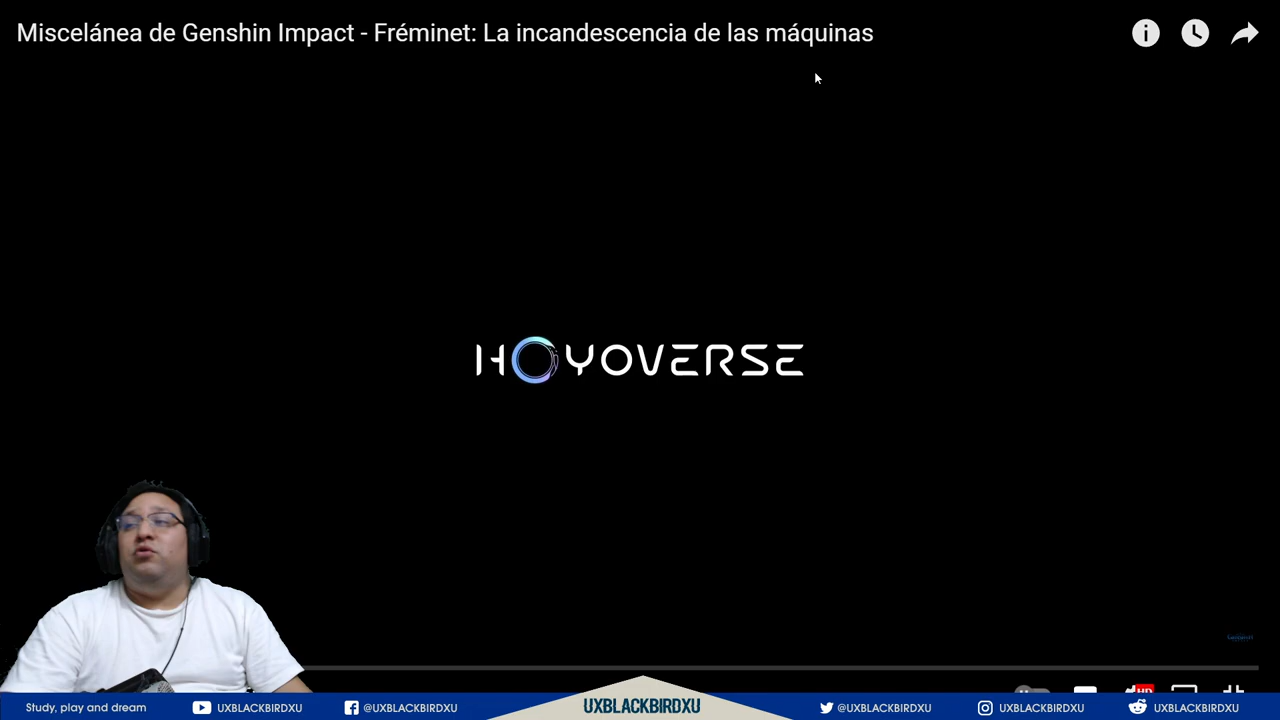 Miscelánea de Genshin Impact - Fréminet: La incandescencia de las máquinas
HOYOVERSE
HD
Study, play and dream
UXBLACKBIRDXU
@UXBLACKBIRDXU
UXBLACKBIRDXU
@UXBLACKBIRDXU
UXBLACKBIRDXU
UXBLACKBIRDXU